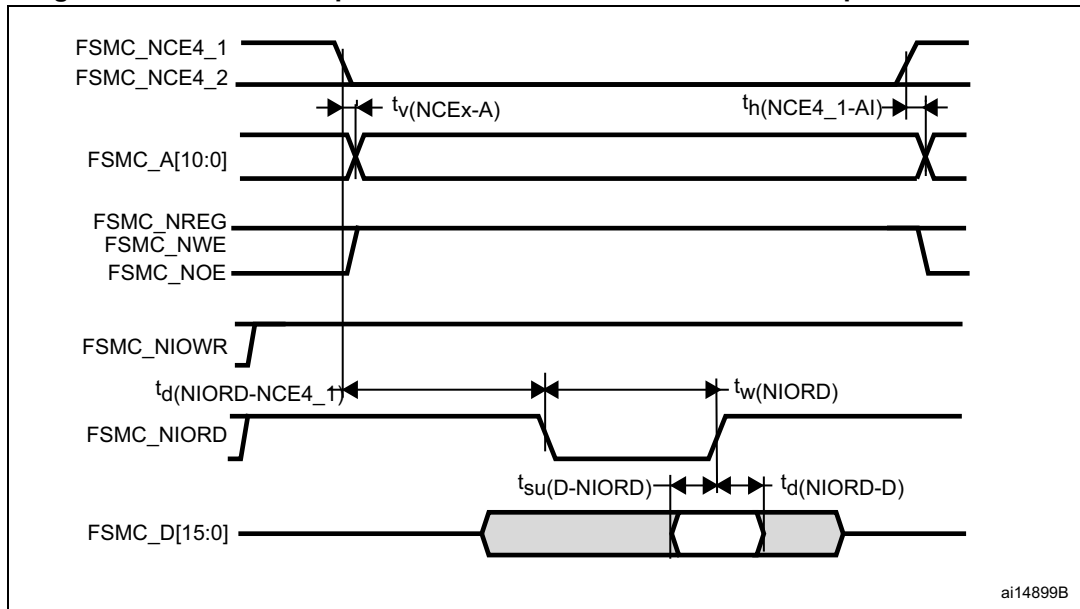 FSMC_NCE4_1
FSMC_NCE4_2
tv(NCEx-A)
th(NCE4_1-AI)
FSMC_A[10:0]
FSMC_NREG
FSMC_NWE
FSMC_NOE
FSMC_NIOWR
td(NIORD-NCE4_1)
tw(NIORD)
FSMC_NIORD
tsu(D-NIORD)
td(NIORD-D)
FSMC_D[15:0]
ai14899B